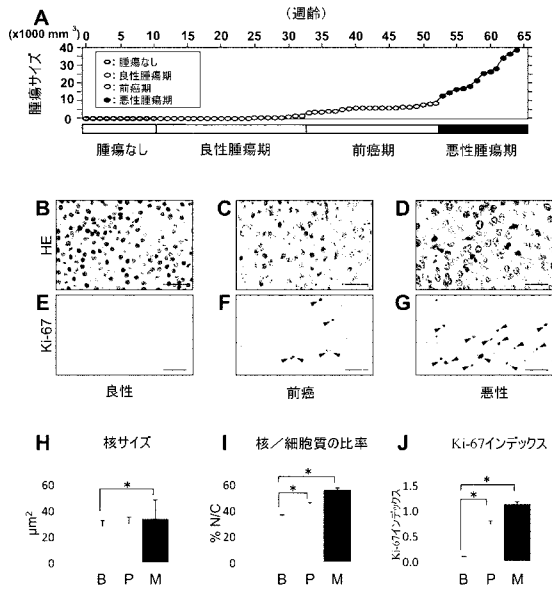 （週齢）
A
(x1000 mm³)
0 5 10 15 20 25 30 35 40 45 50 55 60 65
腫瘍サイズ
40
30
20
10
0
: 腫瘍なし
: 良性腫瘍期
: 前癌期
: 悪性腫瘍期
腫瘍なし 良性腫瘍期 前癌期 悪性腫瘍期
B C D
HE
E F G
Ki-67
良性 前癌 悪性
H 核サイズ
μm²
60
40
20
0
*
B P M
I 核／細胞質の比率
% N/C
60
40
20
0
*
*
B P M
J Ki-67インデックス
Ki-67インデックス
1.5
1.0
0.5
0.0
*
*
B P M